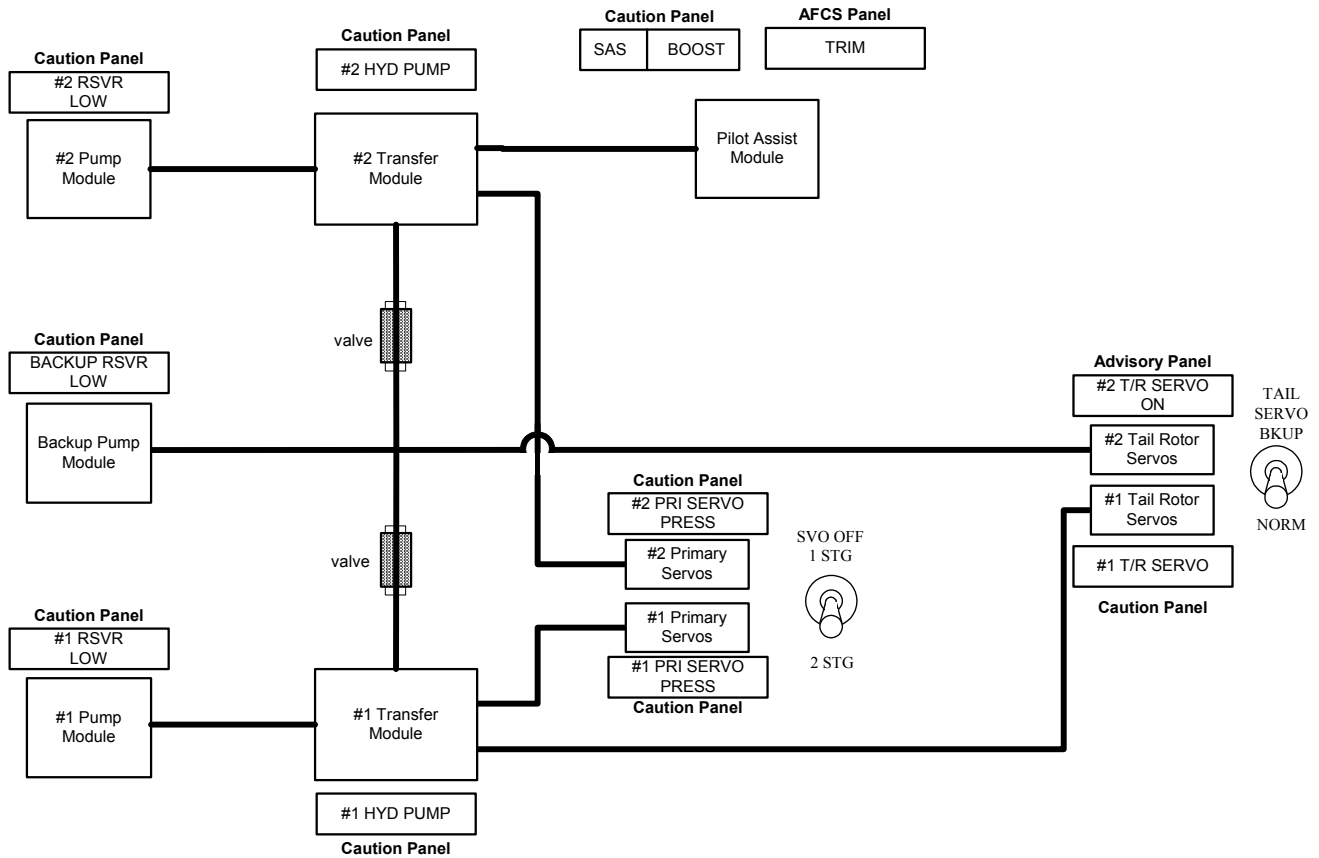 Caution Panel
SAS
BOOST
AFCS Panel
TRIM
Caution Panel
#2 HYD PUMP
Caution Panel
#2 RSVR
LOW
#2 Pump
Module
#2 Transfer
Module
Pilot Assist
Module
valve
Caution Panel
BACKUP RSVR
LOW
Backup Pump
Module
Advisory Panel
#2 T/R SERVO
ON
#2 Tail Rotor
Servos
#1 Tail Rotor
Servos
#1 T/R SERVO
Caution Panel
TAIL
SERVO
BKUP
NORM
Caution Panel
#2 PRI SERVO
PRESS
#2 Primary
Servos
#1 Primary
Servos
#1 PRI SERVO
PRESS
Caution Panel
SVO OFF
1 STG
2 STG
valve
Caution Panel
#1 RSVR
LOW
#1 Pump
Module
#1 Transfer
Module
#1 HYD PUMP
Caution Panel